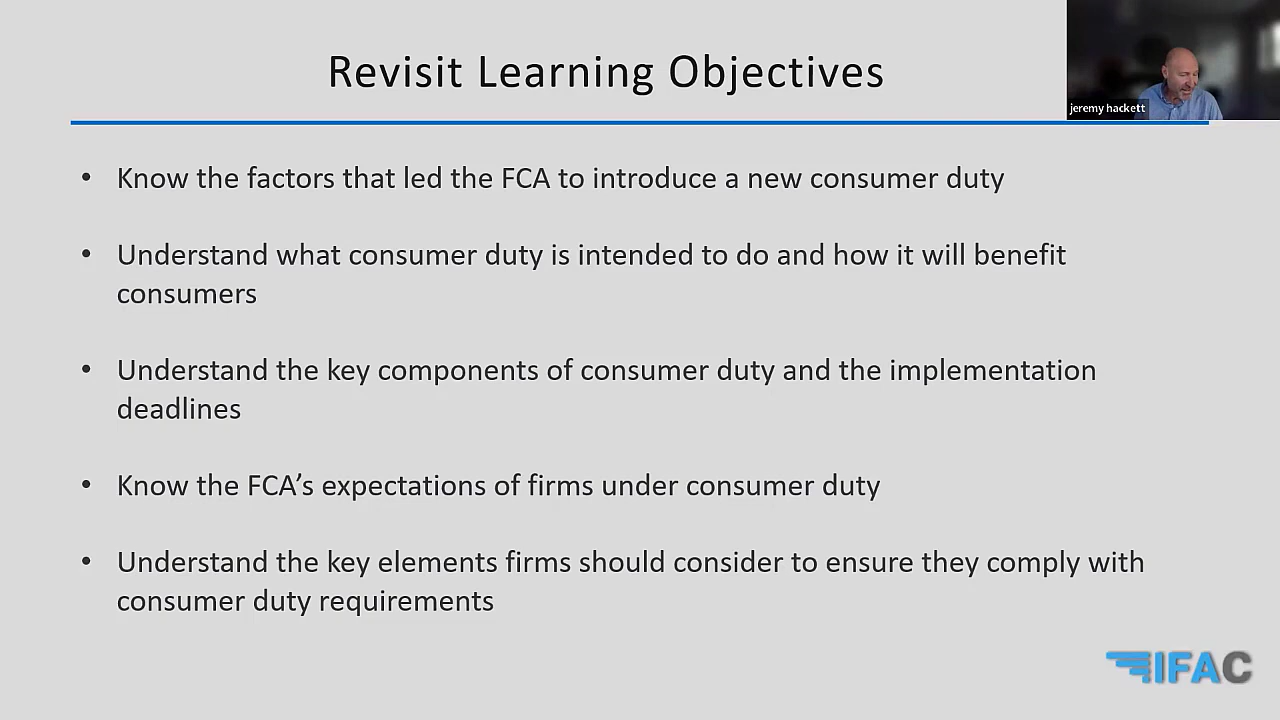 Revisit Learning Objectives
jeremy hackett
• Know the factors that led the FCA to introduce a new consumer duty
• Understand what consumer duty is intended to do and how it will benefit
consumers
• Understand the key components of consumer duty and the implementation
deadlines
• Know the FCA’s expectations of firms under consumer duty
• Understand the key elements firms should consider to ensure they comply with
consumer duty requirements
IFAC